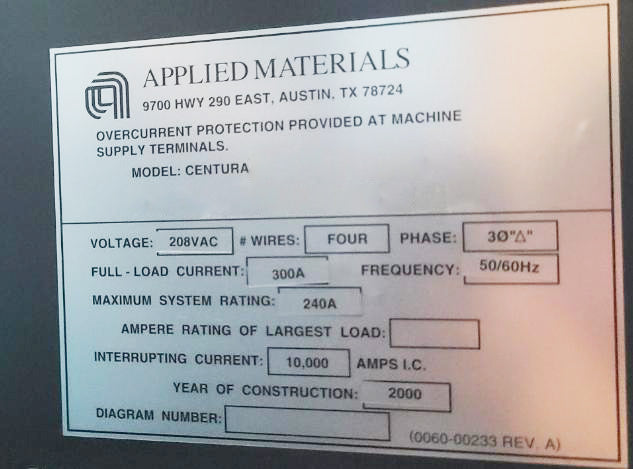 APPLIED MATERIALS
9700 HWY 290 EAST, AUSTIN, TX 78724
OVERCURRENT PROTECTION PROVIDED AT MACHINE
SUPPLY TERMINALS.
MODEL: CENTURA
VOLTAGE: 208VAC # WIRES: FOUR PHASE: 3Ø"Δ"
FULL - LOAD CURRENT: 300A FREQUENCY: 50/60Hz
MAXIMUM SYSTEM RATING: 240A
AMPERE RATING OF LARGEST LOAD:
INTERRUPTING CURRENT: 10,000 AMPS I.C.
YEAR OF CONSTRUCTION: 2000
DIAGRAM NUMBER:
(0060-00233 REV. A)